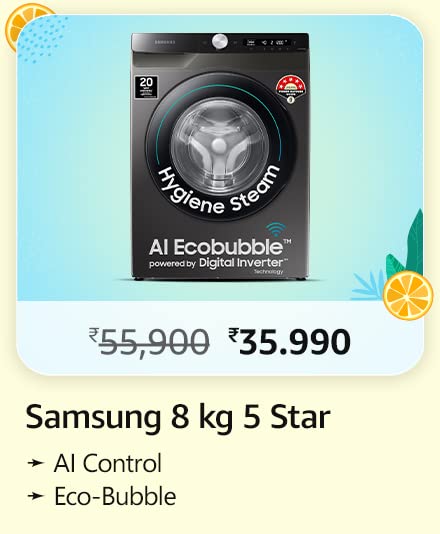 SAMSUNG
20
Hygiene Steam
AI Ecobubble™
powered by Digital Inverter™
Technology
₹55,900 ₹35.990
Samsung 8 kg 5 Star
➛ AI Control
➛ Eco-Bubble